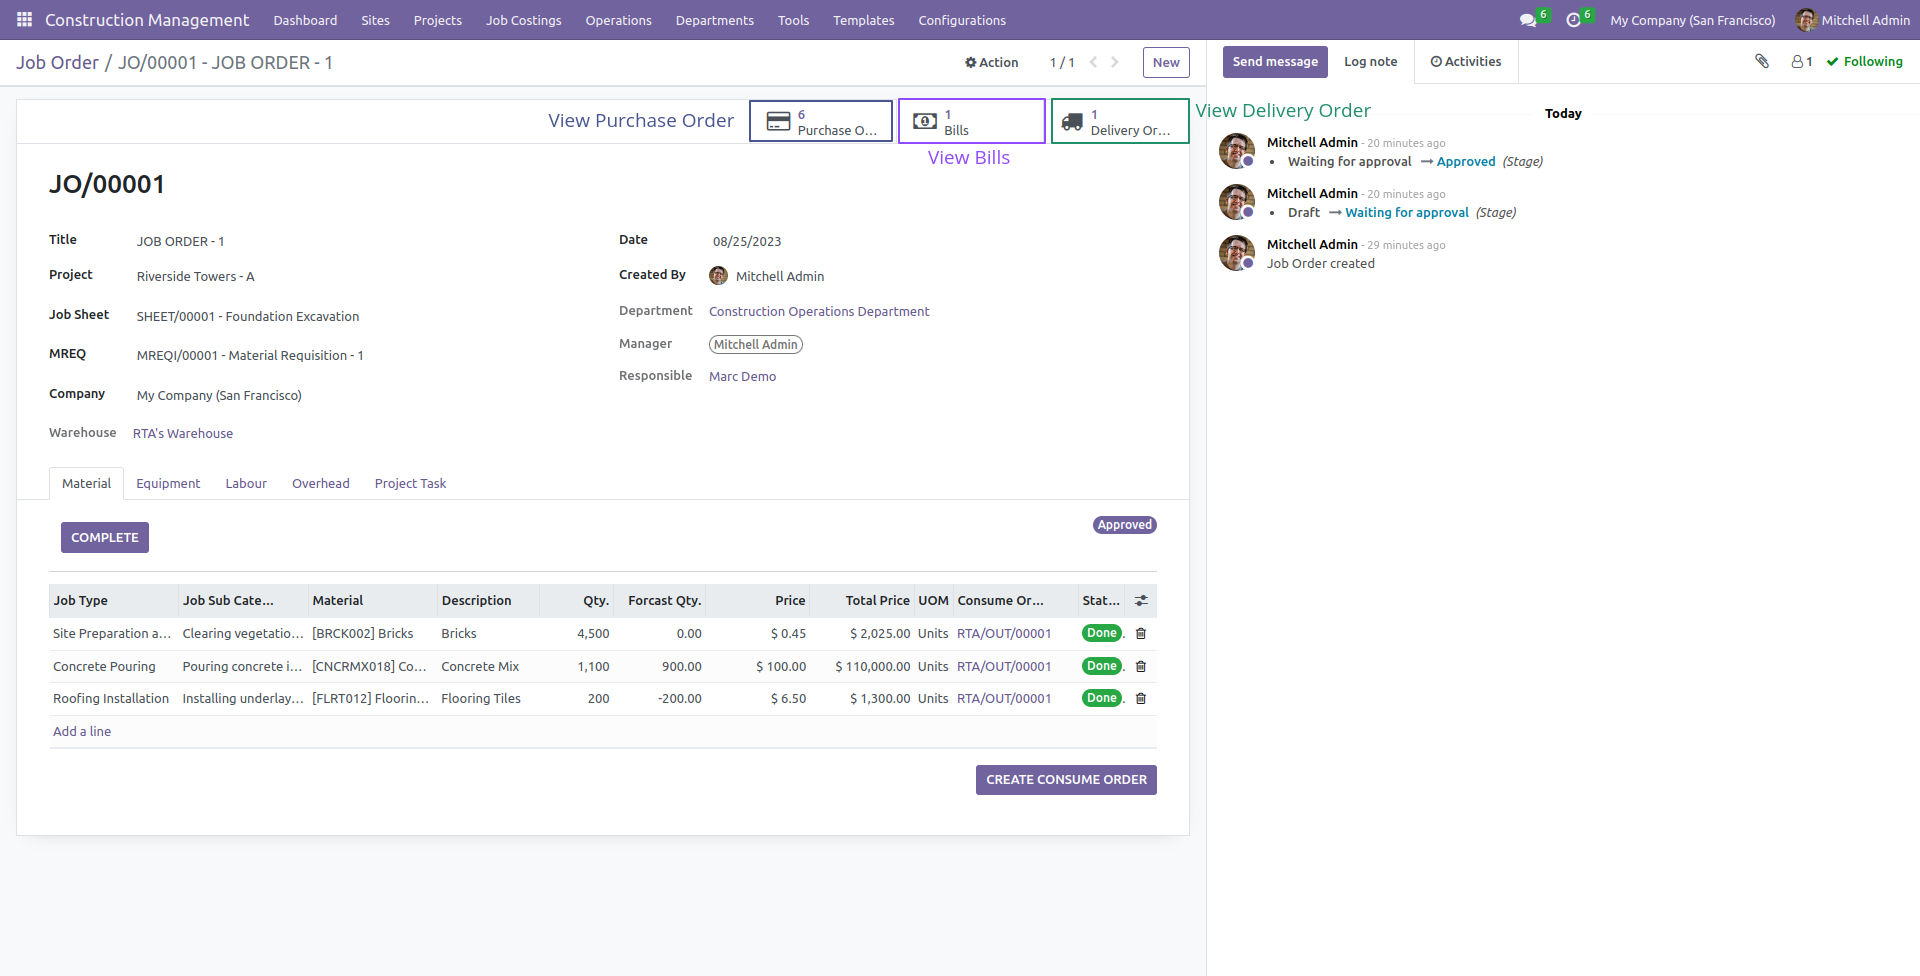 Construction Management Dashboard Sites Projects Job Costings Operations Departments Tools Templates Configurations 6 6 My Company (San Francisco) Mitchell Admin
Job Order / JO/00001 - JOB ORDER - 1 Action 1 / 1 New
Send message Log note Activities 1 Following
View Purchase Order 6 Purchase O... 1 Bills 1 Delivery Or... View Delivery Order
View Bills
Today
Mitchell Admin - 20 minutes ago
• Waiting for approval → Approved (Stage)
Mitchell Admin - 20 minutes ago
• Draft → Waiting for approval (Stage)
Mitchell Admin - 29 minutes ago
Job Order created
JO/00001
Title JOB ORDER - 1
Project Riverside Towers - A
Job Sheet SHEET/00001 - Foundation Excavation
MREQ MREQI/00001 - Material Requisition - 1
Company My Company (San Francisco)
Warehouse RTA's Warehouse
Date 08/25/2023
Created By Mitchell Admin
Department Construction Operations Department
Manager Mitchell Admin
Responsible Marc Demo
Material Equipment Labour Overhead Project Task
COMPLETE Approved
Job Type Job Sub Cate... Material Description Qty. Forcast Qty. Price Total Price UOM Consume Or... Stat...
Site Preparation a... Clearing vegetatio... [BRCK002] Bricks Bricks 4,500 0.00 $ 0.45 $ 2,025.00 Units RTA/OUT/00001 Done .
Concrete Pouring Pouring concrete i... [CNCRMX018] Co... Concrete Mix 1,100 900.00 $ 100.00 $ 110,000.00 Units RTA/OUT/00001 Done .
Roofing Installation Installing underlay... [FLRT012] Floorin... Flooring Tiles 200 -200.00 $ 6.50 $ 1,300.00 Units RTA/OUT/00001 Done .
Add a line
CREATE CONSUME ORDER